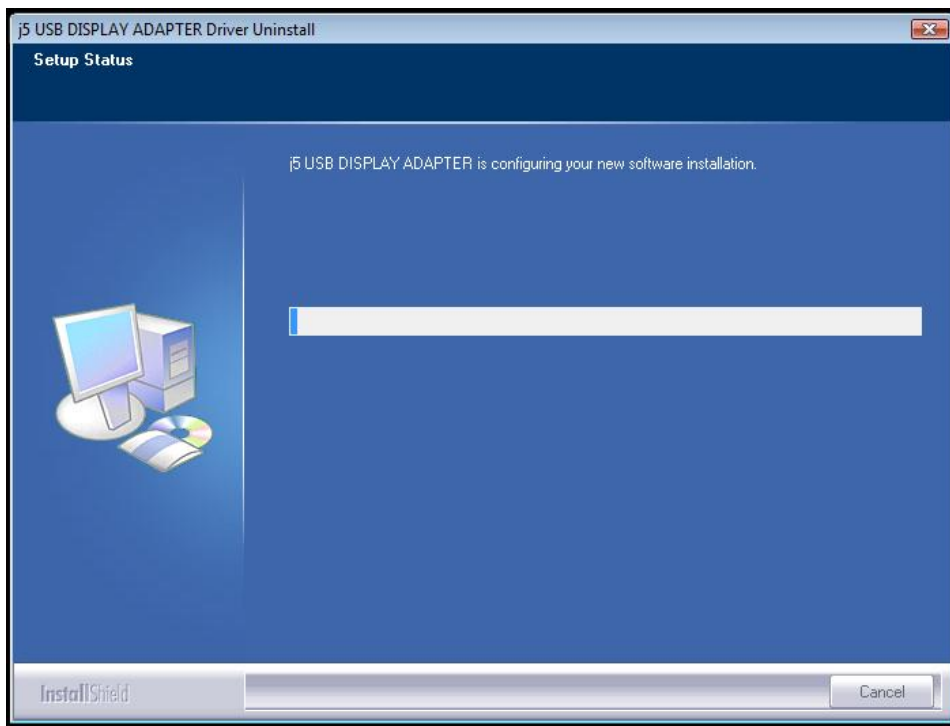 j5 USB DISPLAY ADAPTER Driver Uninstall
Setup Status
j5 USB DISPLAY ADAPTER is configuring your new software installation.
InstallShield
Cancel